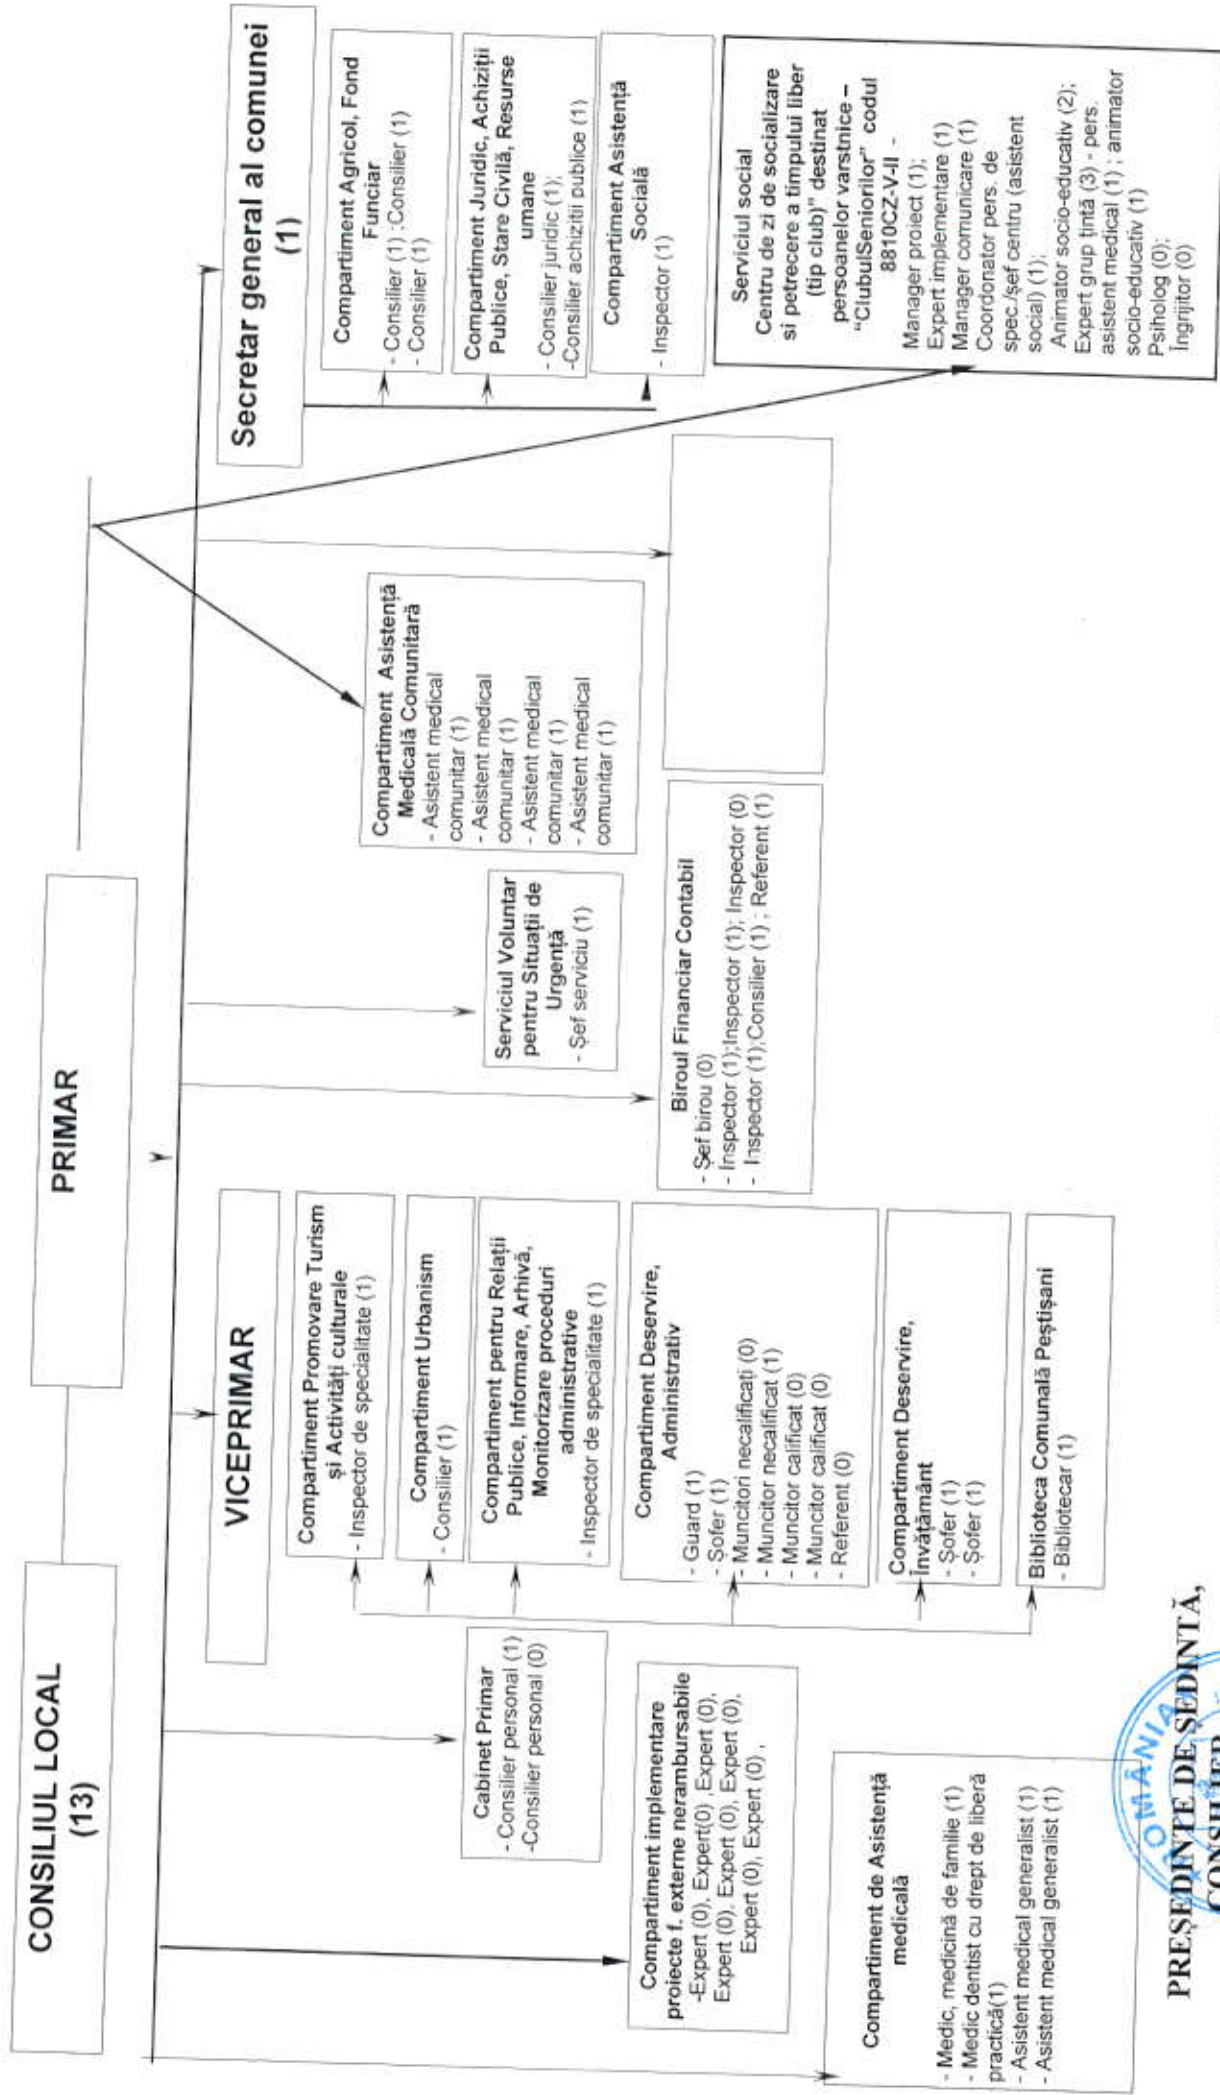 CONSILIUL LOCAL
(13)
PRIMAR
VICEPRIMAR
Secretar general al comunei
(1)
Cabinet Primar
- Consilier personal (1)
-Consilier personal (0)
Compartiment implementare
proiecte f. externe nerambursabile
-Expert (0), Expert(0) ,Expert (0),
Expert (0), Expert (0), Expert (0),
Expert (0), Expert (0) ,
Compartiment de Asistență
medicală
- Medic, medicină de familie (1)
- Medic dentist cu drept de liberă
practică(1)
- Asistent medical generalist (1)
- Asistent medical generalist (1)
Compartiment Promovare Turism
și Activități culturale
- Inspector de specialitate (1)
Compartiment Urbanism
- Consilier (1)
Compartiment pentru Relații
Publice, Informare, Arhivă,
Monitorizare proceduri
administrative
- Inspector de specialitate (1)
Compartiment Deservire,
Administrativ
- Guard (1)
- Șofer (1)
- Muncitori necalificați (0)
- Muncitor necalificat (1)
- Muncitor calificat (0)
- Muncitor calificat (0)
- Referent (0)
Compartiment Deservire,
Învățământ
- Șofer (1)
- Șofer (1)
Biblioteca Comunală Peștișani
- Bibliotecar (1)
Serviciul Voluntar
pentru Situații de
Urgență
- Șef serviciu (1)
Biroul Financiar Contabil
- Șef birou (0)
- Inspector (1);Inspector (1); Inspector (0)
- Inspector (1);Consilier (1) ; Referent (1)
Compartiment Asistență
Medicală Comunitară
- Asistent medical
comunitar (1)
- Asistent medical
comunitar (1)
- Asistent medical
comunitar (1)
- Asistent medical
comunitar (1)
Compartiment Agricol, Fond
Funciar
- Consilier (1) ;Consilier (1)
- Consilier (1)
Compartiment Juridic, Achiziții
Publice, Stare Civilă, Resurse
umane
- Consilier juridic (1);
-Consilier achizitii publice (1)
Compartiment Asistență
Socială
- Inspector (1)
Serviciul social
Centru de zi de socializare
si petrecere a timpului liber
(tip club)" destinat
persoanelor varstnice –
"ClubulSeniorilor" codul
8810CZ-V-II -
Manager proiect (1);
Expert implementare (1)
Manager comunicare (1)
Coordonator pers. de
spec./șef centru (asistent
social) (1);
Animator socio-educativ (2);
Expert grup țintă (3) - pers.
asistent medical (1) ; animator
socio-educativ (1)
Psiholog (0);
Îngrijitor (0)
PREȘEDINTE DE ȘEDINTĂ,
CONSILIER
ROMÂNIA